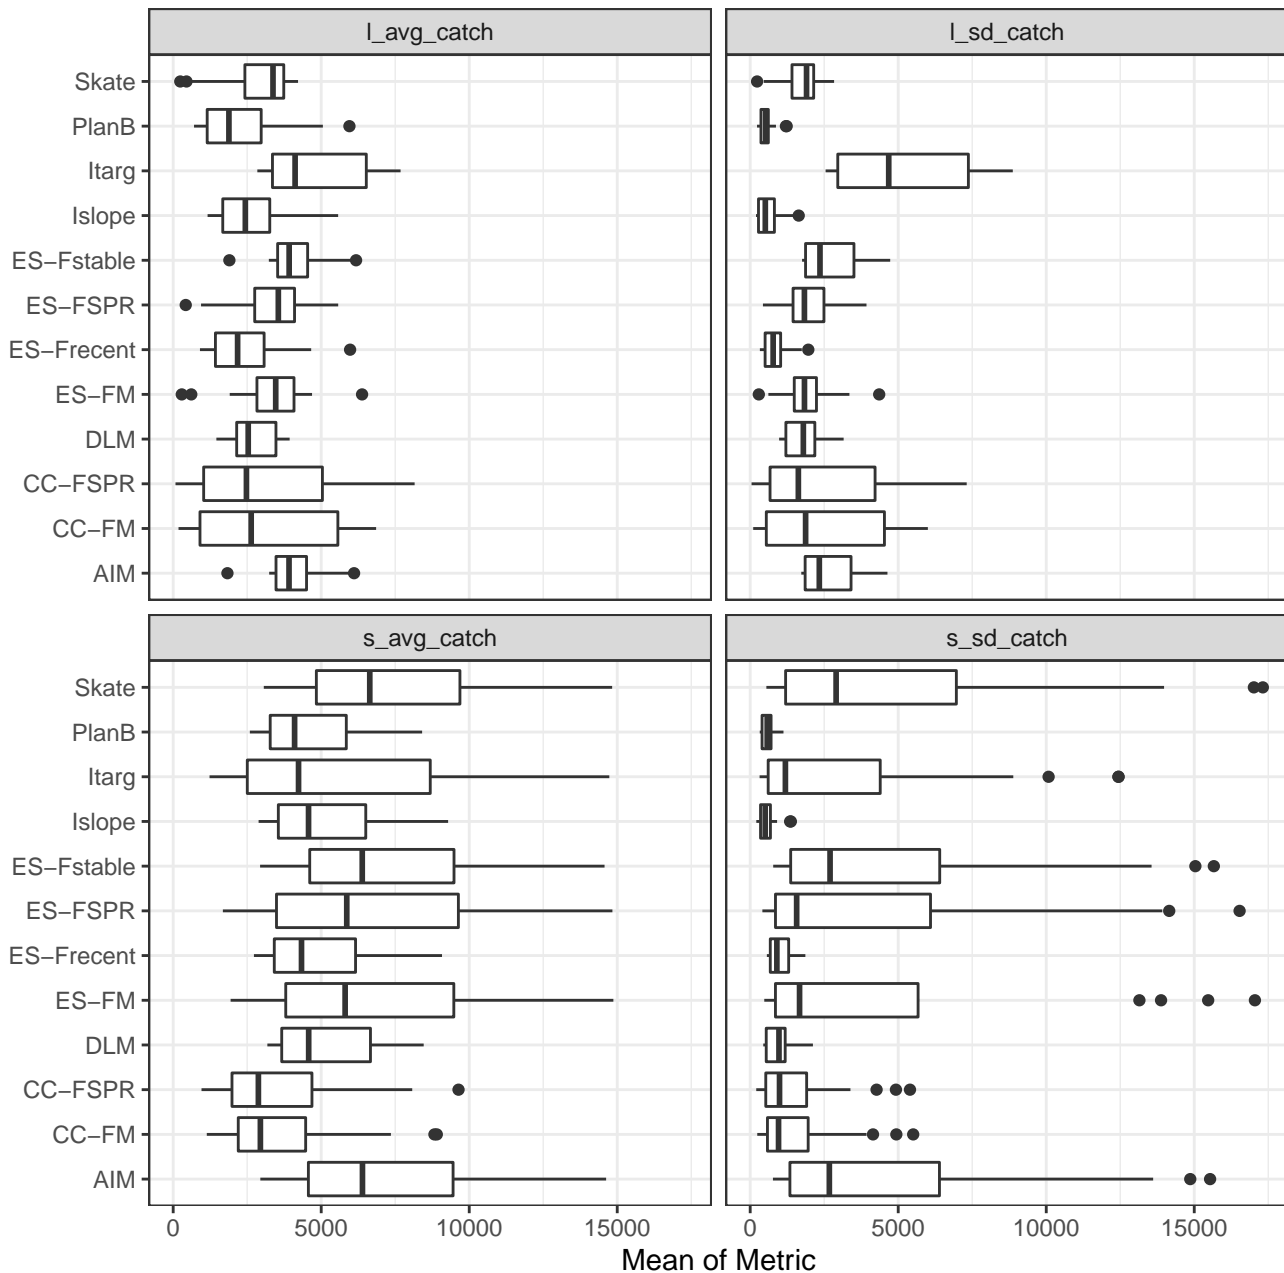 l_avg_catch
l_sd_catch
Skate
PlanB
Itarg
Islope
ES−Fstable
ES−FSPR
ES−Frecent
ES−FM
DLM
CC−FSPR
CC−FM
AIM
s_avg_catch
s_sd_catch
Skate
PlanB
Itarg
Islope
ES−Fstable
ES−FSPR
ES−Frecent
ES−FM
DLM
CC−FSPR
CC−FM
AIM
0 5000 10000 15000 0 5000 10000 15000
Mean of Metric